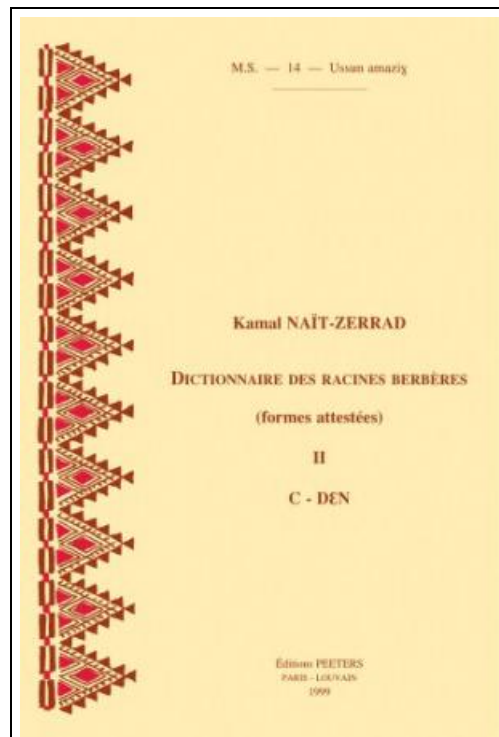 M.S. — 14 — Ussun amaziɣ
Kamal NAÏT-ZERRAD
DICTIONNAIRE DES RACINES BERBÈRES
(formes attestées)
II
C - DƐN
Éditions PEETERS
PARIS - LOUVAIN
1999